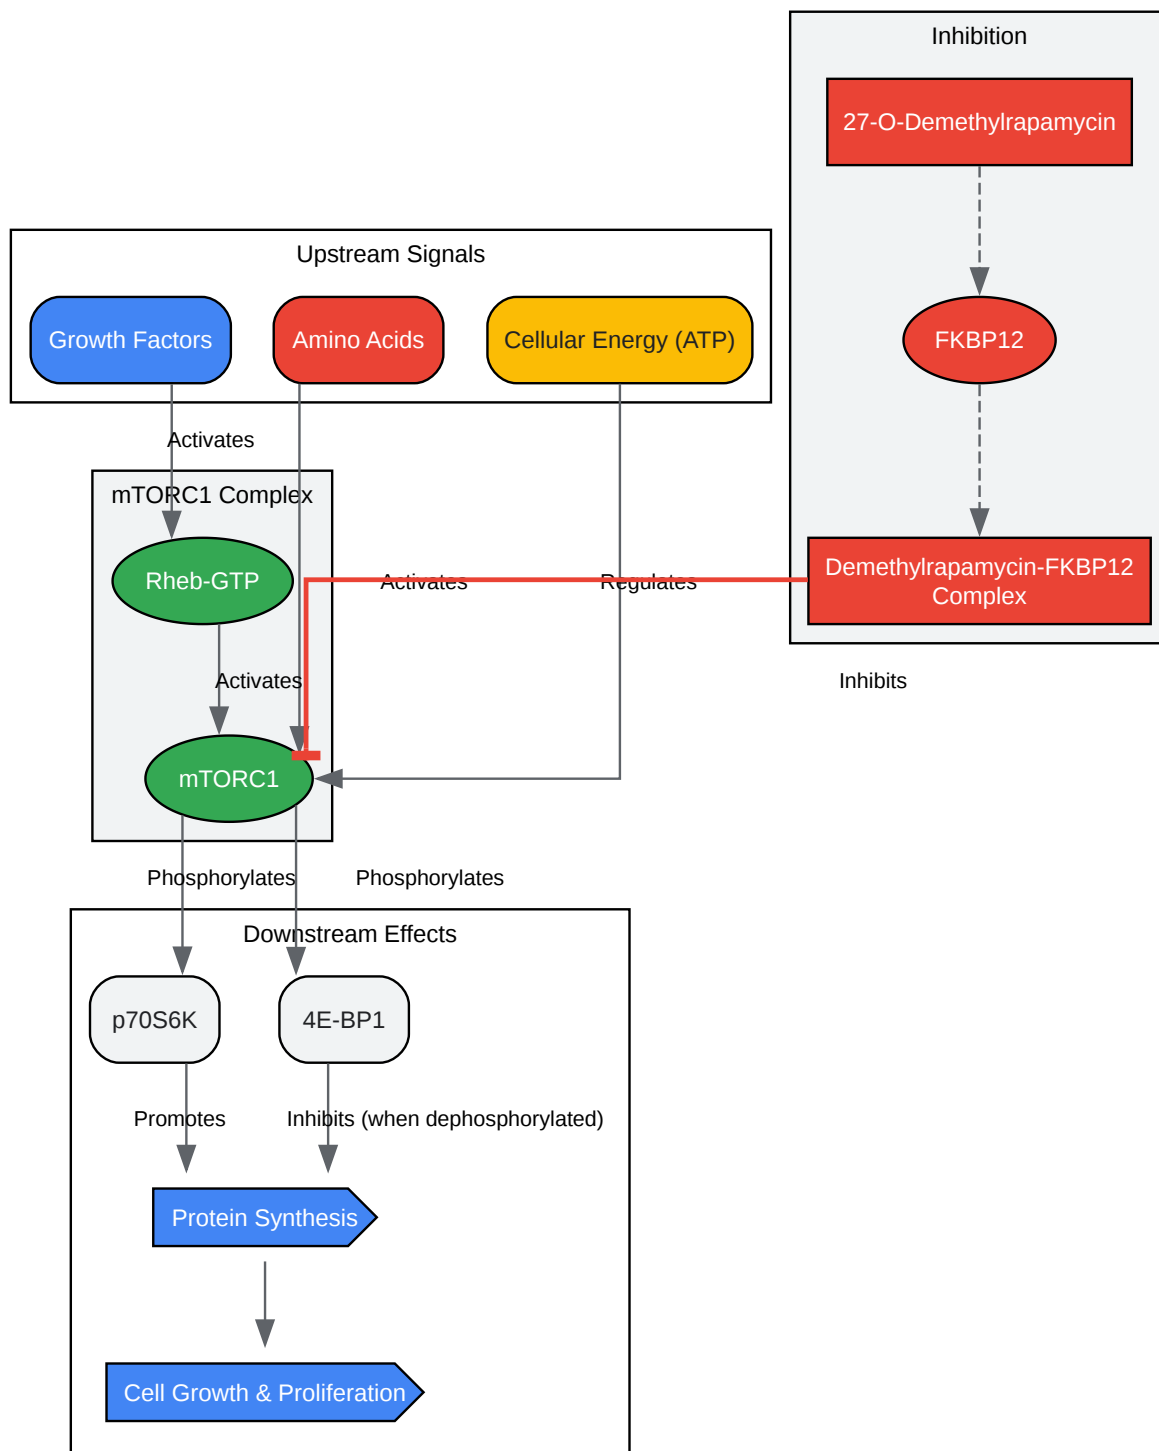 Inhibition
27-O-Demethylrapamycin
Upstream Signals
Growth Factors
Amino Acids
Cellular Energy (ATP)
FKBP12
Activates
mTORC1 Complex
Rheb-GTP
Activates
Regulates
Demethylrapamycin-FKBP12
Complex
Activates
Inhibits
mTORC1
Phosphorylates
Phosphorylates
Downstream Effects
p70S6K
4E-BP1
Promotes
Inhibits (when dephosphorylated)
Protein Synthesis
Cell Growth & Proliferation